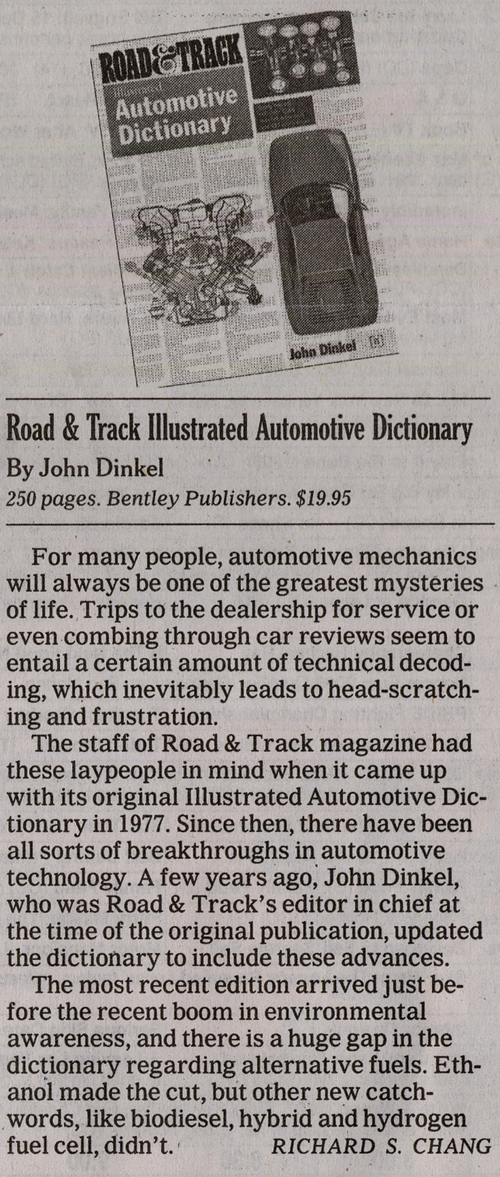 ROAD & TRACK
Illustrated
Automotive
Dictionary
John Dinkel
Road & Track Illustrated Automotive Dictionary
By John Dinkel
250 pages. Bentley Publishers. $19.95
For many people, automotive mechanics
will always be one of the greatest mysteries
of life. Trips to the dealership for service or
even combing through car reviews seem to
entail a certain amount of technical decod-
ing, which inevitably leads to head-scratch-
ing and frustration.
The staff of Road & Track magazine had
these laypeople in mind when it came up
with its original Illustrated Automotive Dic-
tionary in 1977. Since then, there have been
all sorts of breakthroughs in automotive
technology. A few years ago, John Dinkel,
who was Road & Track's editor in chief at
the time of the original publication, updated
the dictionary to include these advances.
The most recent edition arrived just be-
fore the recent boom in environmental
awareness, and there is a huge gap in the
dictionary regarding alternative fuels. Eth-
anol made the cut, but other new catch-
words, like biodiesel, hybrid and hydrogen
fuel cell, didn't. RICHARD S. CHANG